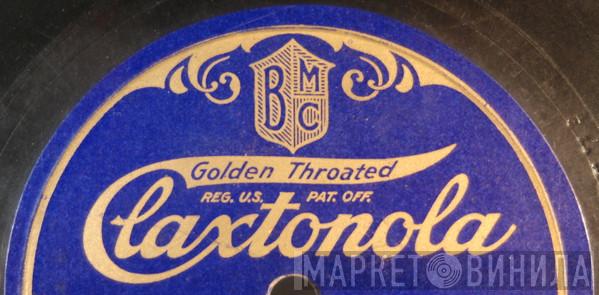 BMC
Golden Throated
REG. U.S. PAT. OFF.
Claxtonola
МАРКЕТ ВИНИЛА